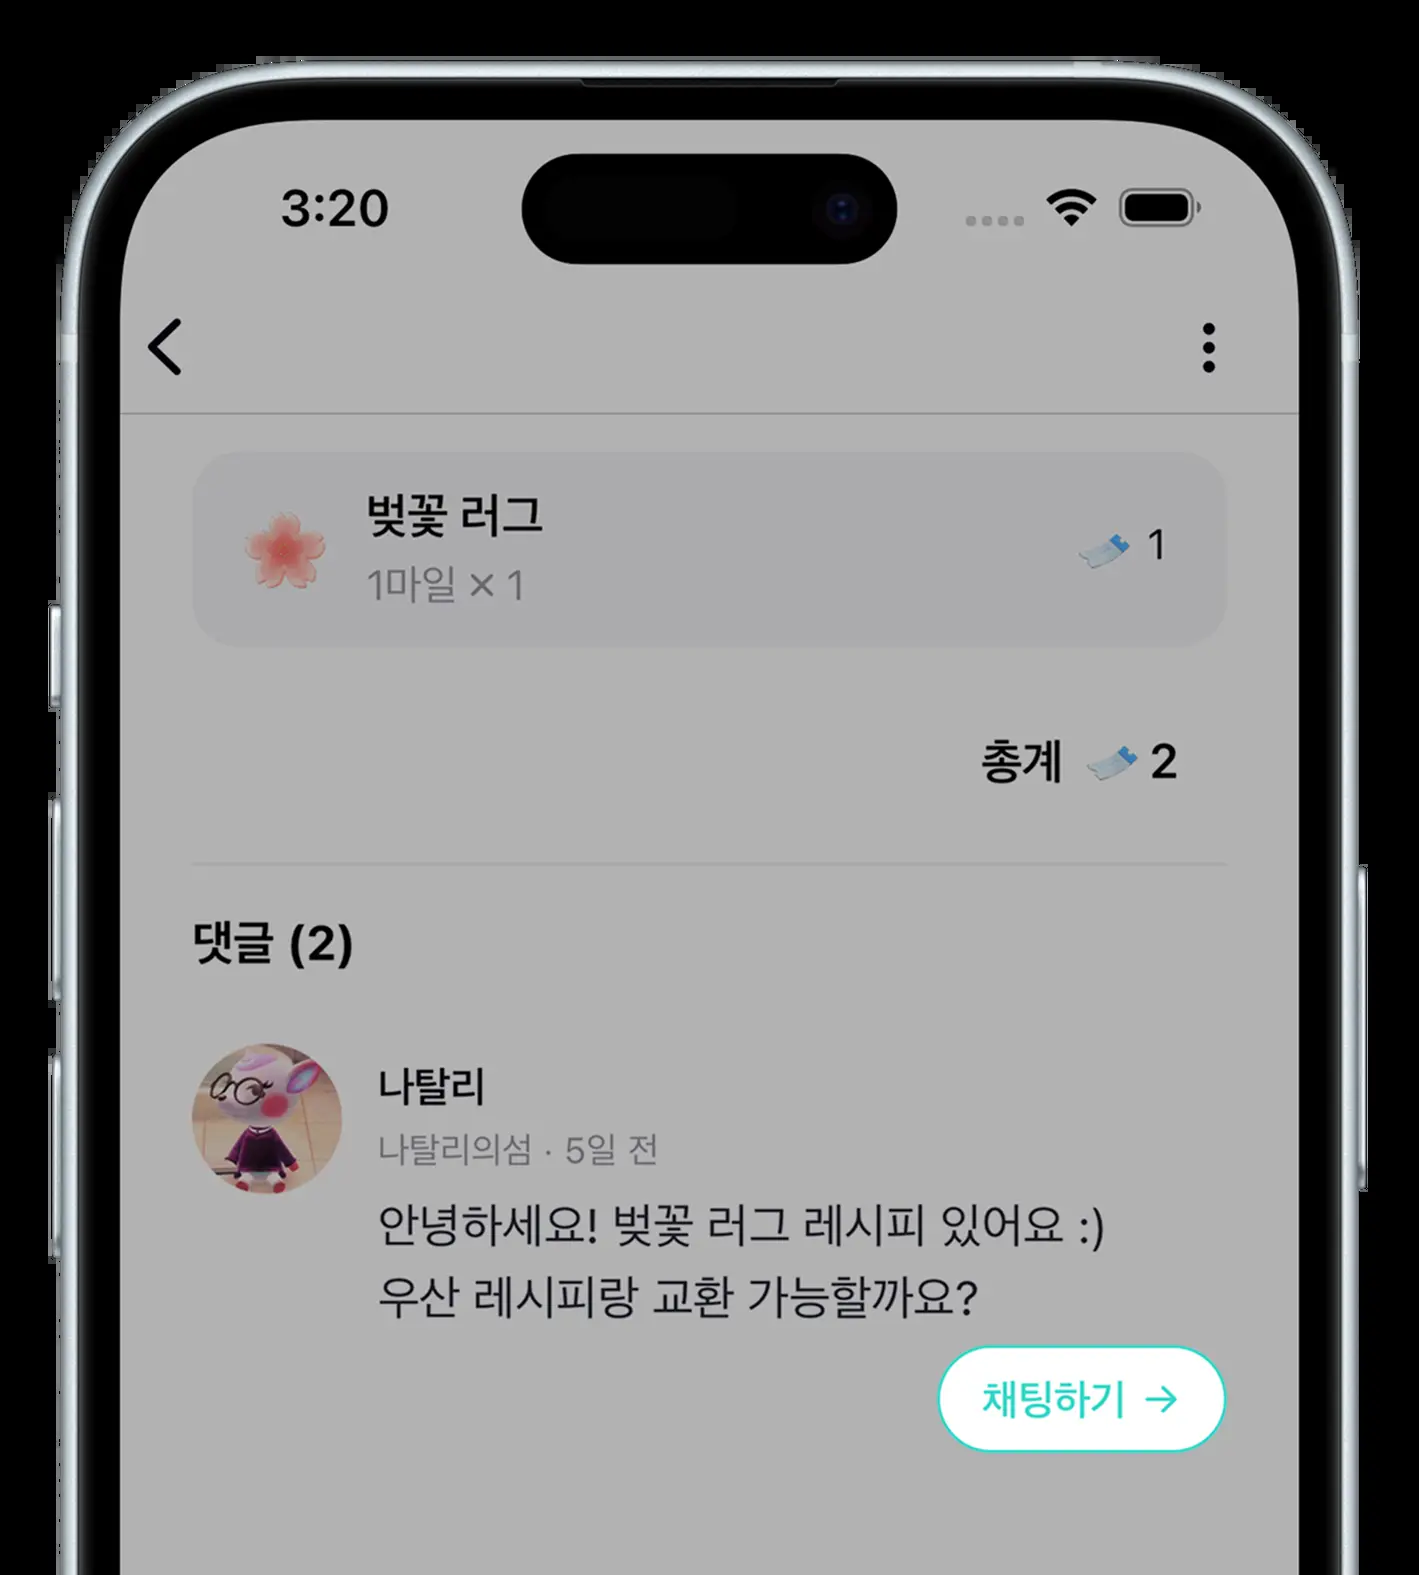 3:20
벚꽃 러그
1마일 × 1
1
총계 2
댓글 (2)
나탈리
나탈리의섬 · 5일 전
안녕하세요! 벚꽃 러그 레시피 있어요 :)
우산 레시피랑 교환 가능할까요?
채팅하기 →